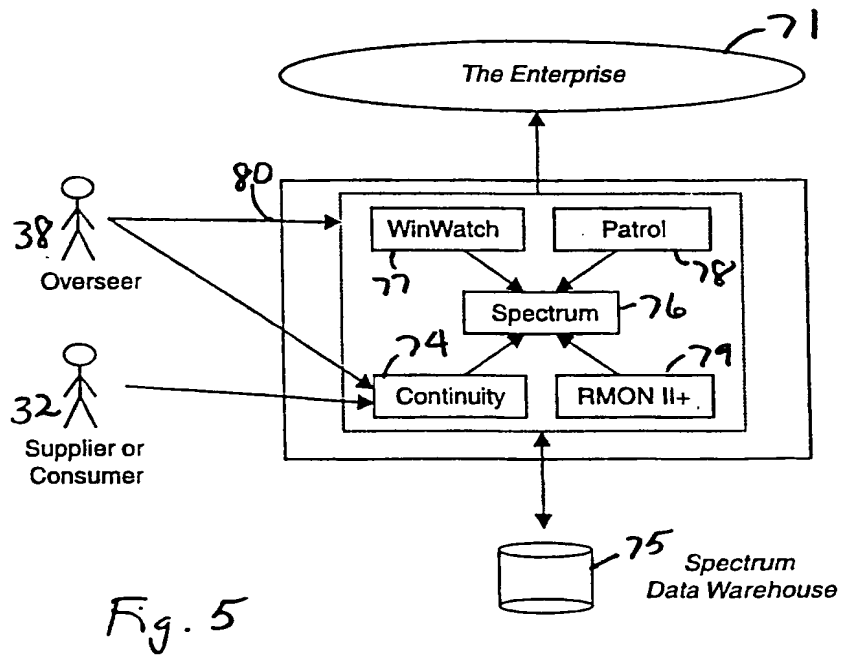 71
The Enterprise
80
38
Overseer
WinWatch
77
Patrol
78
Spectrum
76
74
Continuity
79
RMON II+
32
Supplier or
Consumer
75
Spectrum
Data Warehouse
Fig. 5